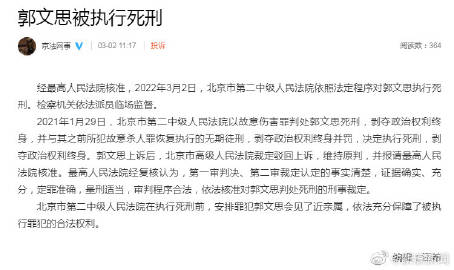 郭文思被执行死刑
京法网事 03-02 11:17 投诉 阅读数：364
经最高人民法院核准，2022年3月2日，北京市第二中级人民法院依照法定程序对郭文思执行死
刑。检察机关依法派员临场监督。
2021年1月29日，北京市第二中级人民法院以故意伤害罪判处郭文思死刑，剥夺政治权利终
身，并与其之前所犯故意杀人罪恢复执行的无期徒刑，剥夺政治权利终身并罚，决定执行死刑，剥
夺政治权利终身。郭文思上诉后，北京市高级人民法院裁定驳回上诉，维持原判，并报请最高人民
法院核准。最高人民法院经复核认为，第一审判决、第二审裁定认定的事实清楚，证据确实、充
分，定罪准确，量刑适当，审判程序合法，依法核准对郭文思判处死刑的刑事裁定。
北京市第二中级人民法院在执行死刑前，安排罪犯郭文思会见了近亲属，依法充分保障了被执
行罪犯的合法权利。